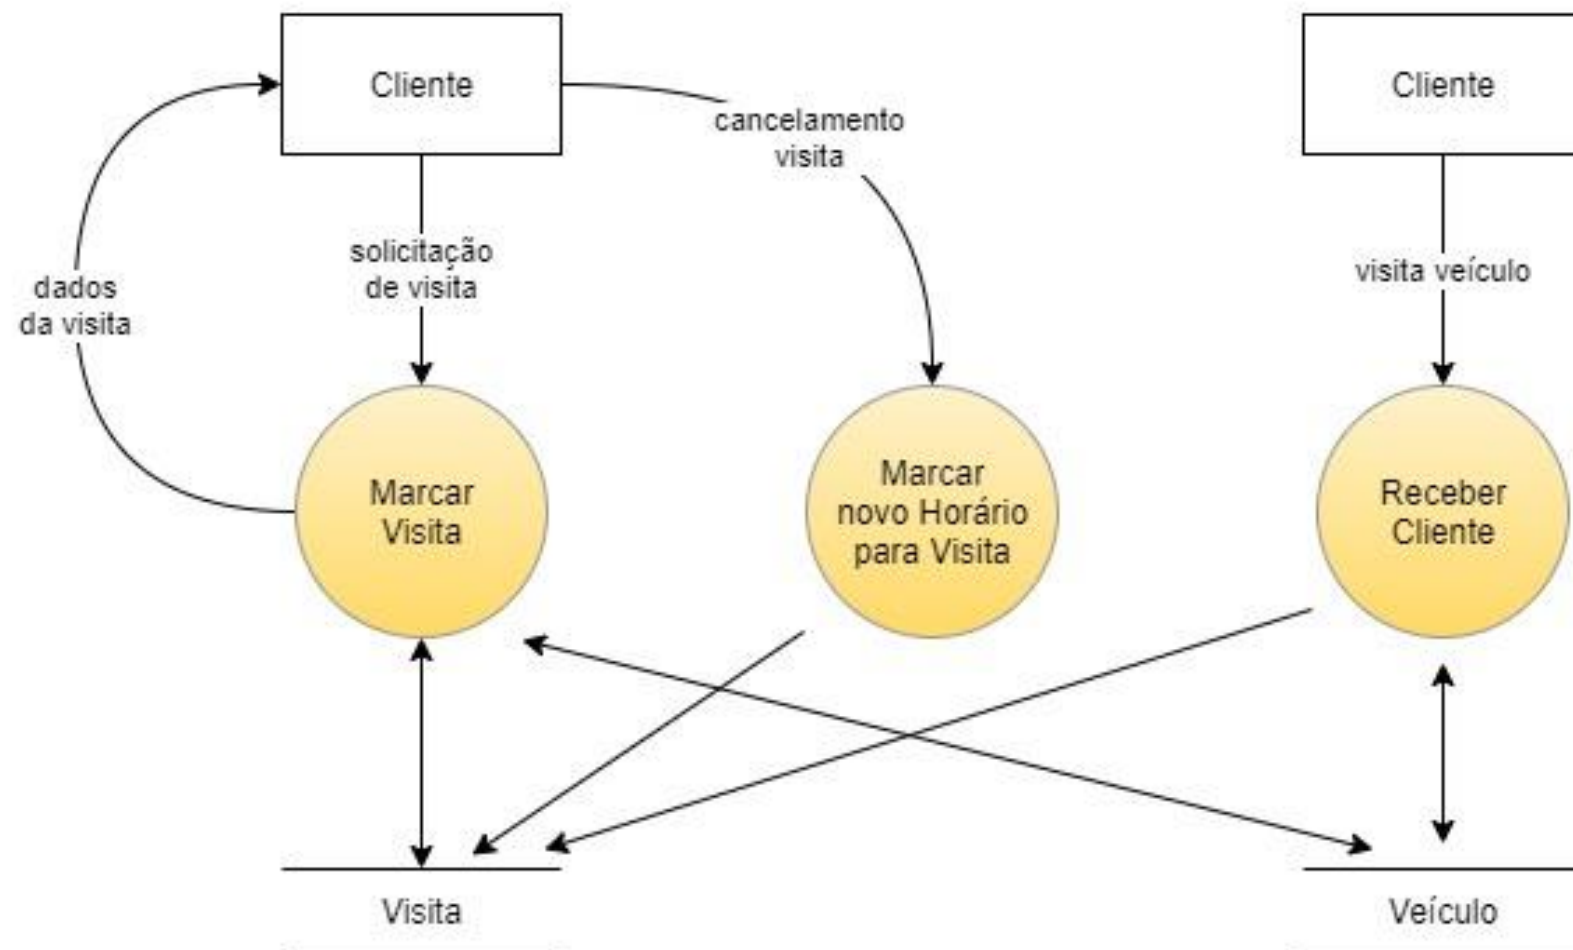 Cliente
Cliente
cancelamento
visita
solicitação
de visita
visita veículo
dados
da visita
Marcar
Visita
Marcar
novo Horário
para Visita
Receber
Cliente
Visita
Veículo